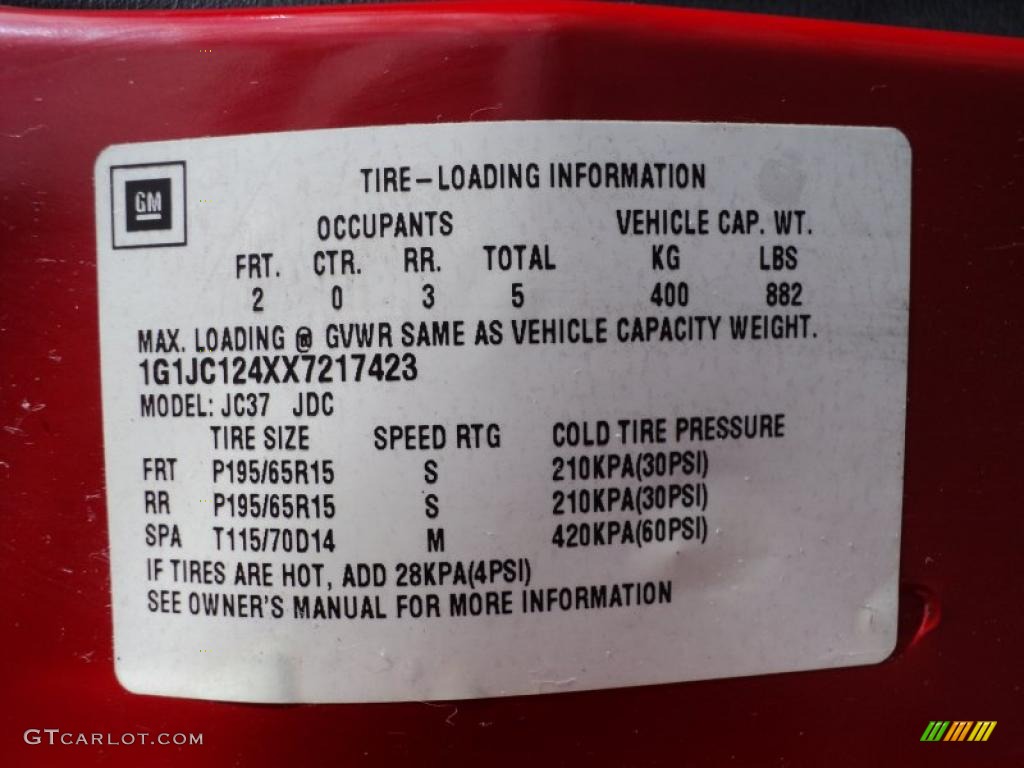 GM
TIRE-LOADING INFORMATION
OCCUPANTS VEHICLE CAP. WT.
FRT. CTR. RR. TOTAL KG LBS
2 0 3 5 400 882
MAX. LOADING @ GVWR SAME AS VEHICLE CAPACITY WEIGHT.
1G1JC124XX7217423
MODEL: JC37 JDC
TIRE SIZE SPEED RTG COLD TIRE PRESSURE
FRT P195/65R15 S 210KPA(30PSI)
RR P195/65R15 S 210KPA(30PSI)
SPA T115/70D14 M 420KPA(60PSI)
IF TIRES ARE HOT, ADD 28KPA(4PSI)
SEE OWNER'S MANUAL FOR MORE INFORMATION
GTCARLOT.COM